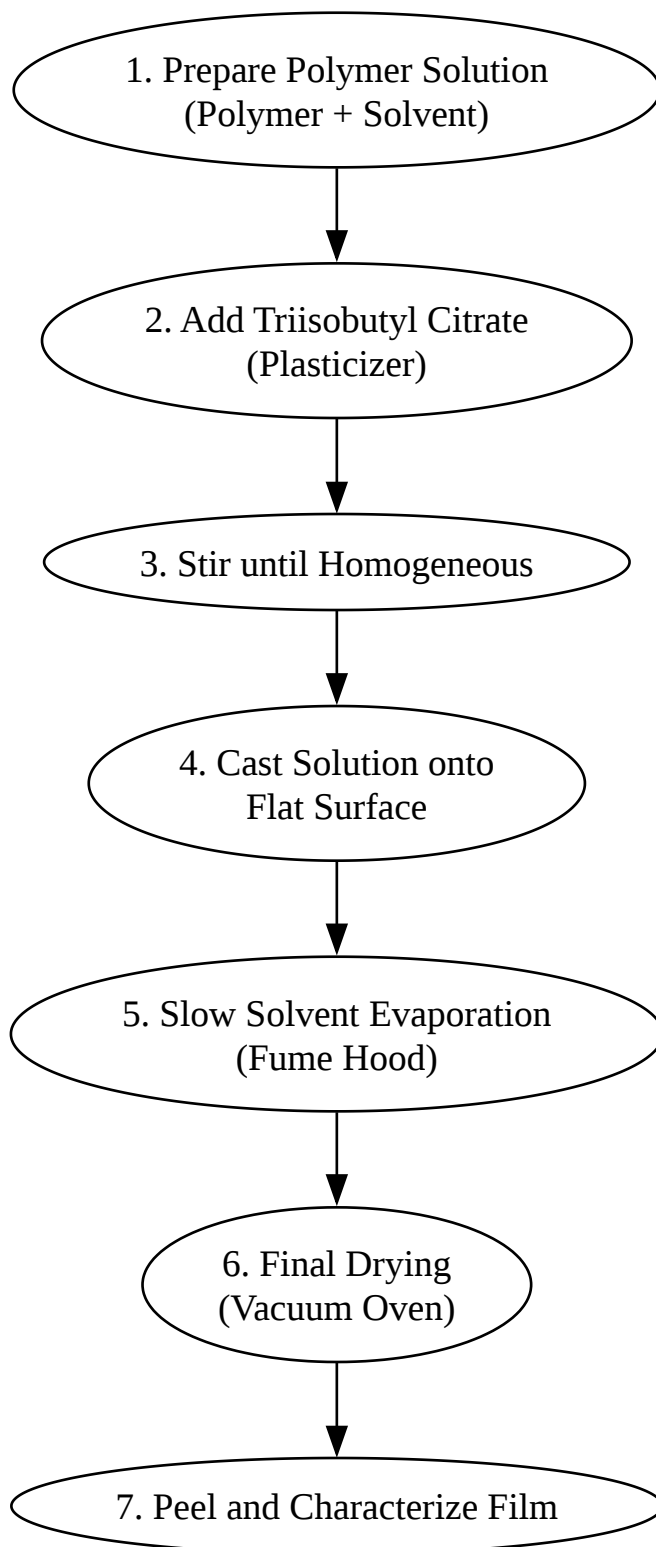 1. Prepare Polymer Solution
(Polymer + Solvent)
2. Add Triisobutyl Citrate
(Plasticizer)
3. Stir until Homogeneous
4. Cast Solution onto
Flat Surface
5. Slow Solvent Evaporation
(Fume Hood)
6. Final Drying
(Vacuum Oven)
7. Peel and Characterize Film